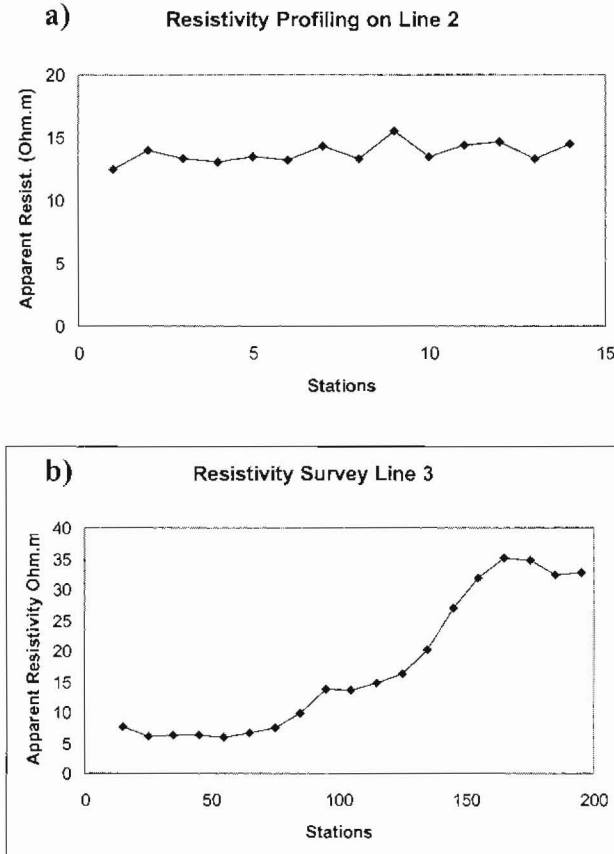 a) Resistivity Profiling on Line 2
Apparent Resist. (Ohm.m)
20
15
10
5
0
0 5 10 15
Stations
b) Resistivity Survey Line 3
Apparent Resistivity Ohm.m
40
35
30
25
20
15
10
5
0
0 50 100 150 200
Stations